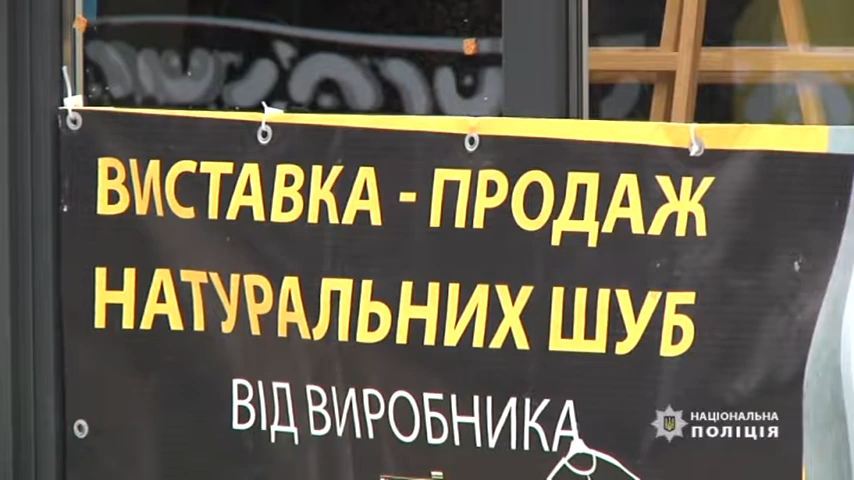 ВИСТАВКА - ПРОДАЖ
НАТУРАЛЬНИХ ШУБ
ВІД ВИРОБНИКА
НАЦІОНАЛЬНА
ПОЛІЦІЯ